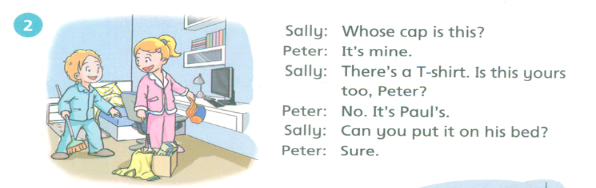 2
Sally: Whose cap is this?
Peter: It's mine.
Sally: There's a T-shirt. Is this yours
too, Peter?
Peter: No. It's Paul's.
Sally: Can you put it on his bed?
Peter: Sure.